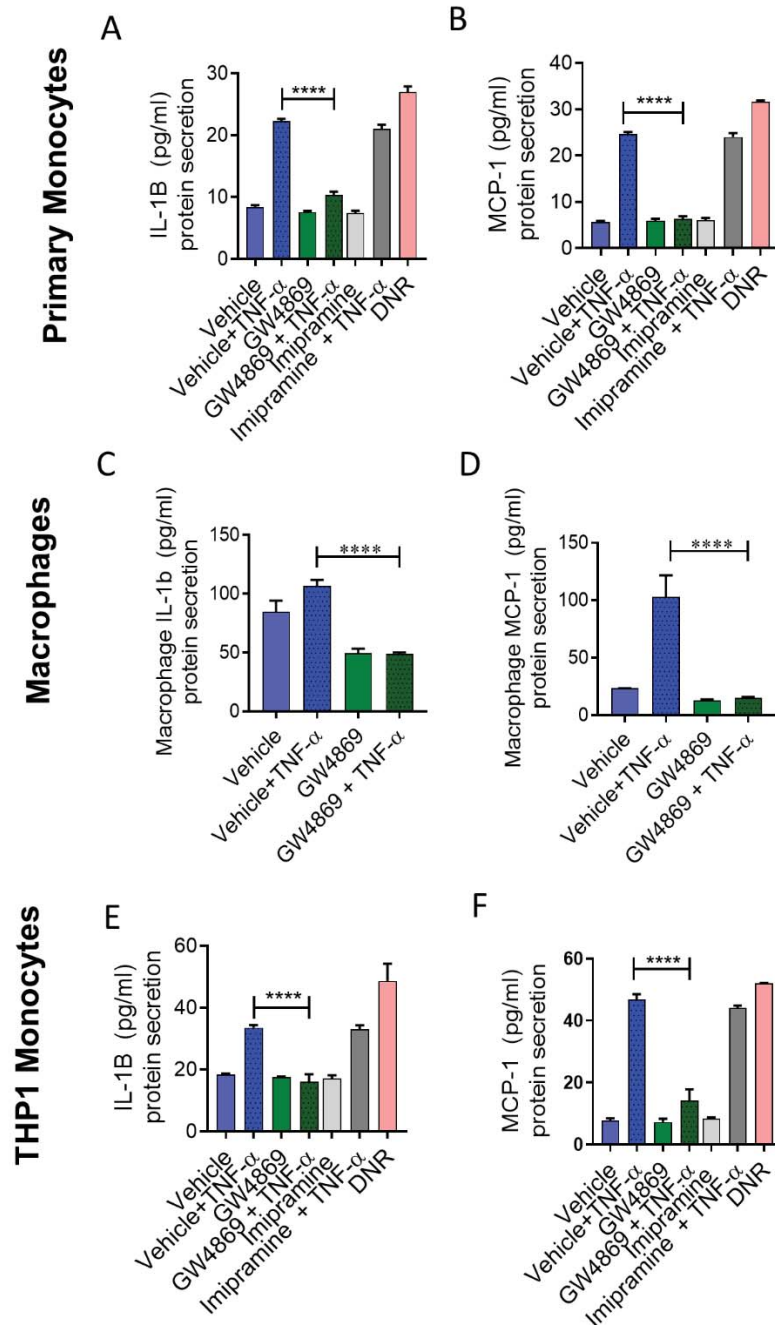 Primary Monocytes
A
IL-1B (pg/ml)
protein secretion
30
20
10
0
****
Vehicle
Vehicle+TNF-α
GW4869
GW4869 + TNF-α
Imipramine
Imipramine + TNF-α
DNR
B
MCP-1 (pg/ml)
protein secretion
40
30
20
10
0
****
Vehicle
Vehicle+TNF-α
GW4869
GW4869 + TNF-α
Imipramine
Imipramine + TNF-α
DNR
Macrophages
C
Macrophage IL-1b (pg/ml)
protein secretion
150
100
50
0
****
Vehicle
Vehicle+TNF-α
GW4869
GW4869 + TNF-α
D
Macrophage MCP-1 (pg/ml)
protein secretion
150
100
50
0
****
Vehicle
Vehicle+TNF-α
GW4869
GW4869 + TNF-α
THP1 Monocytes
E
IL-1B (pg/ml)
protein secretion
60
40
20
0
****
Vehicle
Vehicle+TNF-α
GW4869
GW4869 + TNF-α
Imipramine
Imipramine + TNF-α
DNR
F
MCP-1 (pg/ml)
protein secretion
60
40
20
0
****
Vehicle
Vehicle+TNF-α
GW4869
GW4869 + TNF-α
Imipramine
Imipramine + TNF-α
DNR